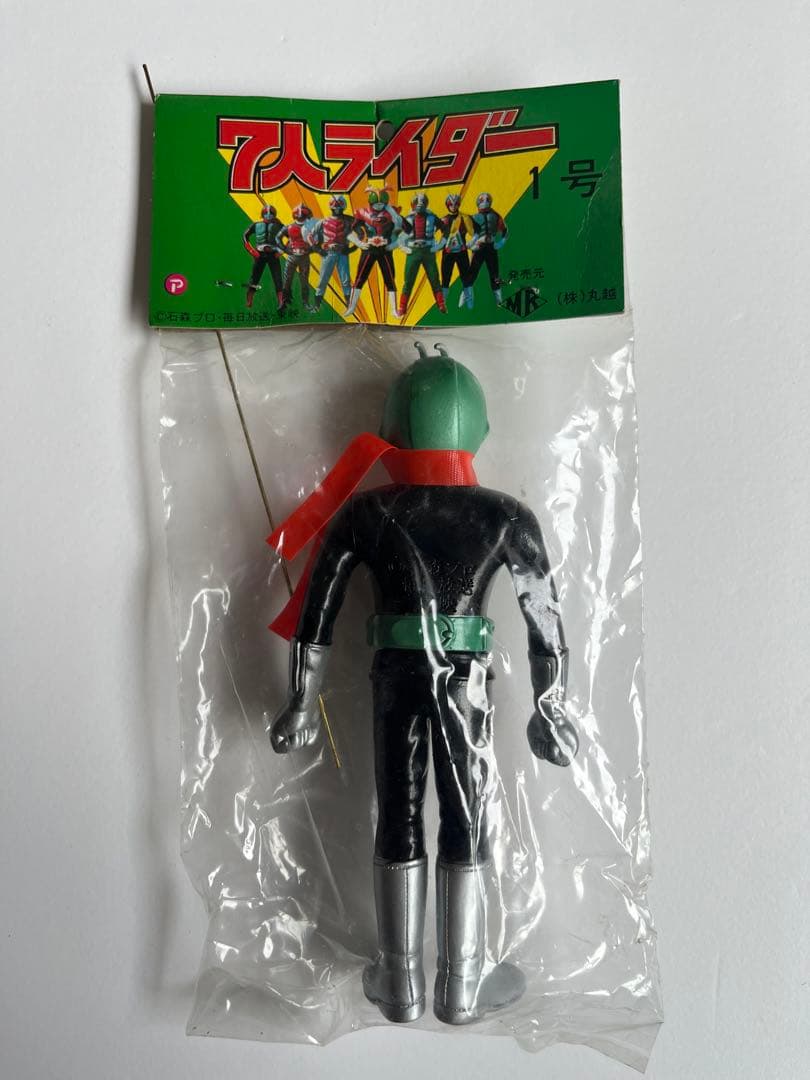 7人ライダー
1号
発売元
MR (株)丸越
P
©石森プロ・毎日放送・東映